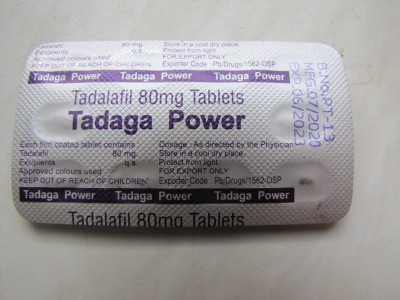 Tadalafil 80 mg Store in a cool dry place.
Excipients q.s. Protect from light.
Approved colours used FOR EXPORT ONLY
KEEP OUT OF REACH OF CHILDREN. Exporter Code : Pb/Drugs/1562-DSP
Tadaga Power Tadaga Power Tadaga Power
Tadalafil 80mg Tablets
Tadaga Power
Each film coated tablet contains : Dosage : As directed by the Physician.
Tadalafil 80 mg. Store in a cool dry place.
Excipients q.s. Protect from light.
Approved colours used FOR EXPORT ONLY
KEEP OUT OF REACH OF CHILDREN. Exporter Code : Pb/Drugs/1562-DSP
Tadaga Power Tadaga Power Tadaga Power
Tadalafil 80mg Tablets
B.No.PT-13
MFG.07/2020
EXP.06/2023